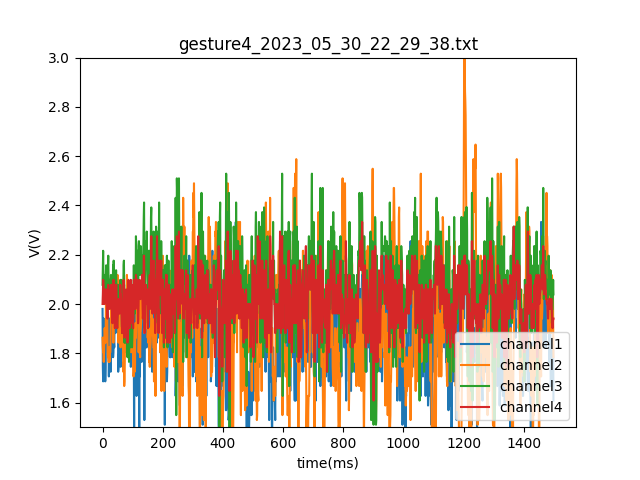 gesture4_2023_05_30_22_29_38.txt
V(V)
3.0
2.8
2.6
2.4
2.2
2.0
1.8
1.6
0 200 400 600 800 1000 1200 1400
time(ms)
channel1
channel2
channel3
channel4